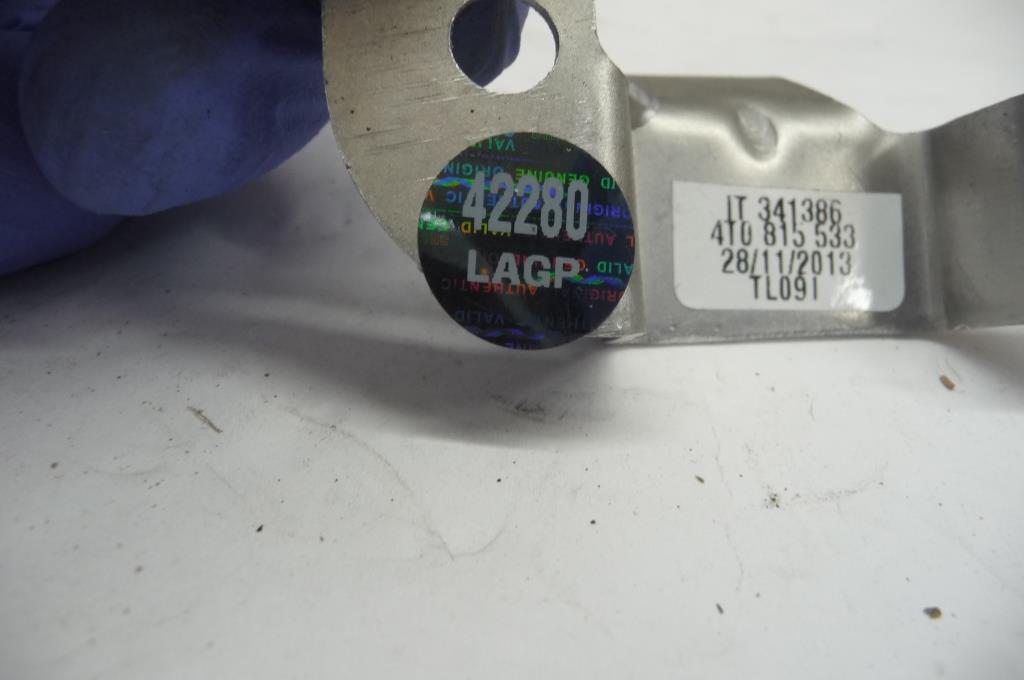 42280
LAGP
IT 341386
4T0 815 533
28/11/2013
TL091